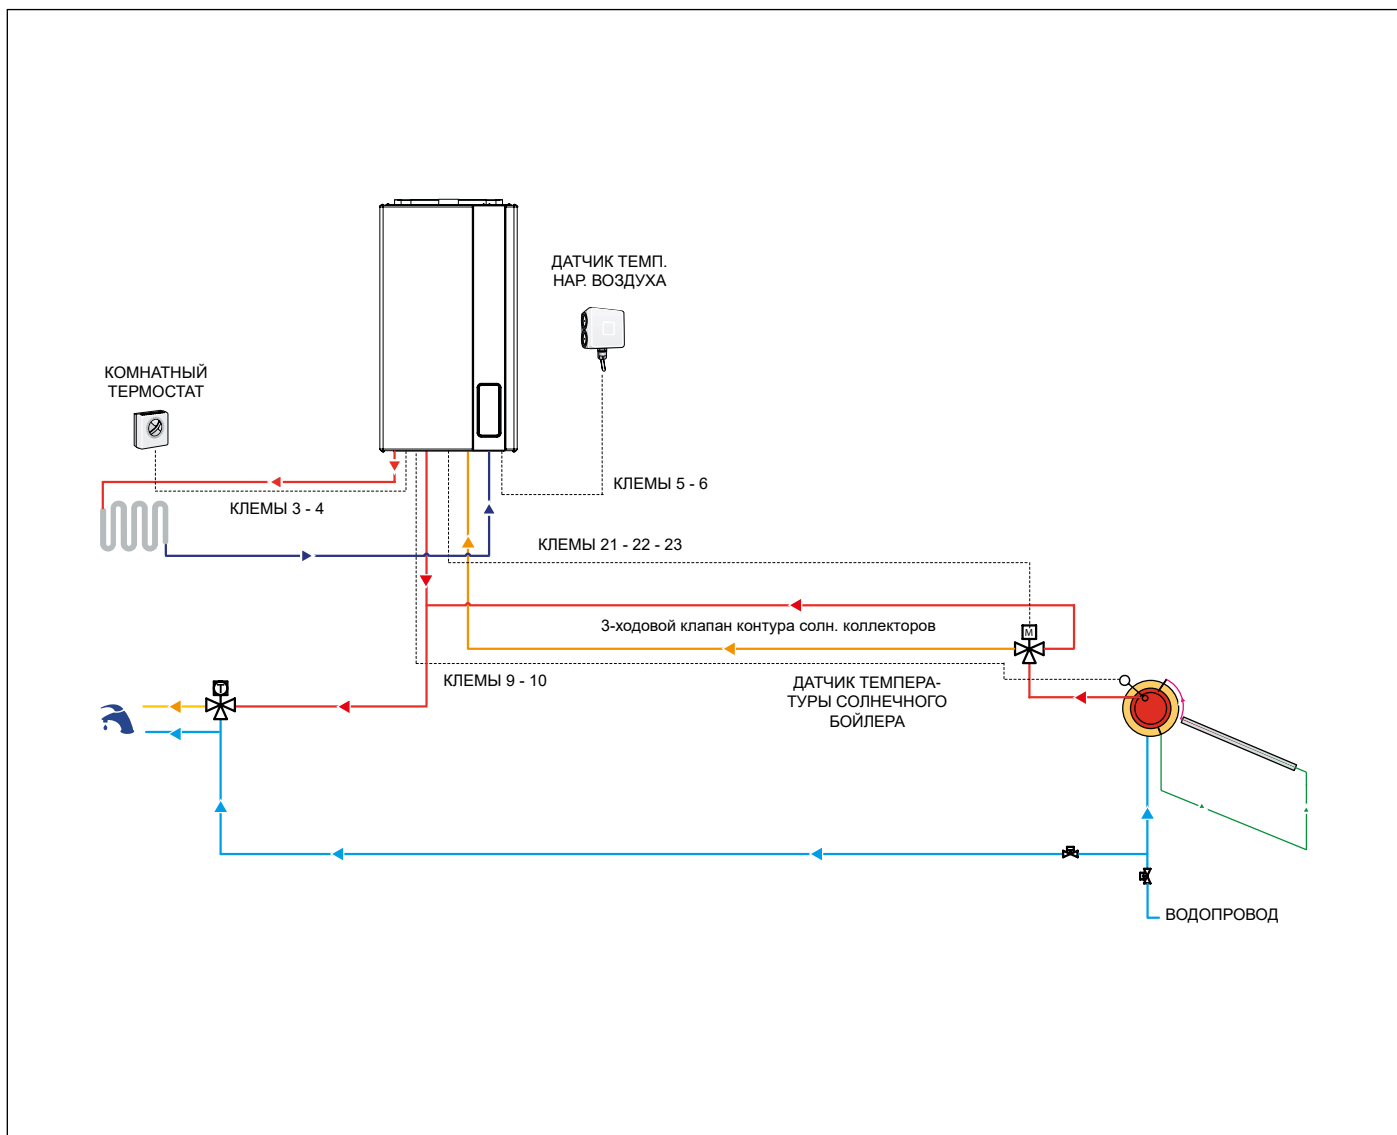 ДАТЧИК ТЕМП.
НАР. ВОЗДУХА
КОМНАТНЫЙ
ТЕРМОСТАТ
КЛЕМЫ 5 - 6
КЛЕМЫ 3 - 4
КЛЕМЫ 21 - 22 - 23
3-ходовой клапан контура солн. коллекторов
M
КЛЕМЫ 9 - 10
ДАТЧИК ТЕМПЕРА-
ТУРЫ СОЛНЕЧНОГО
БОЙЛЕРА
T
ВОДОПРОВОД